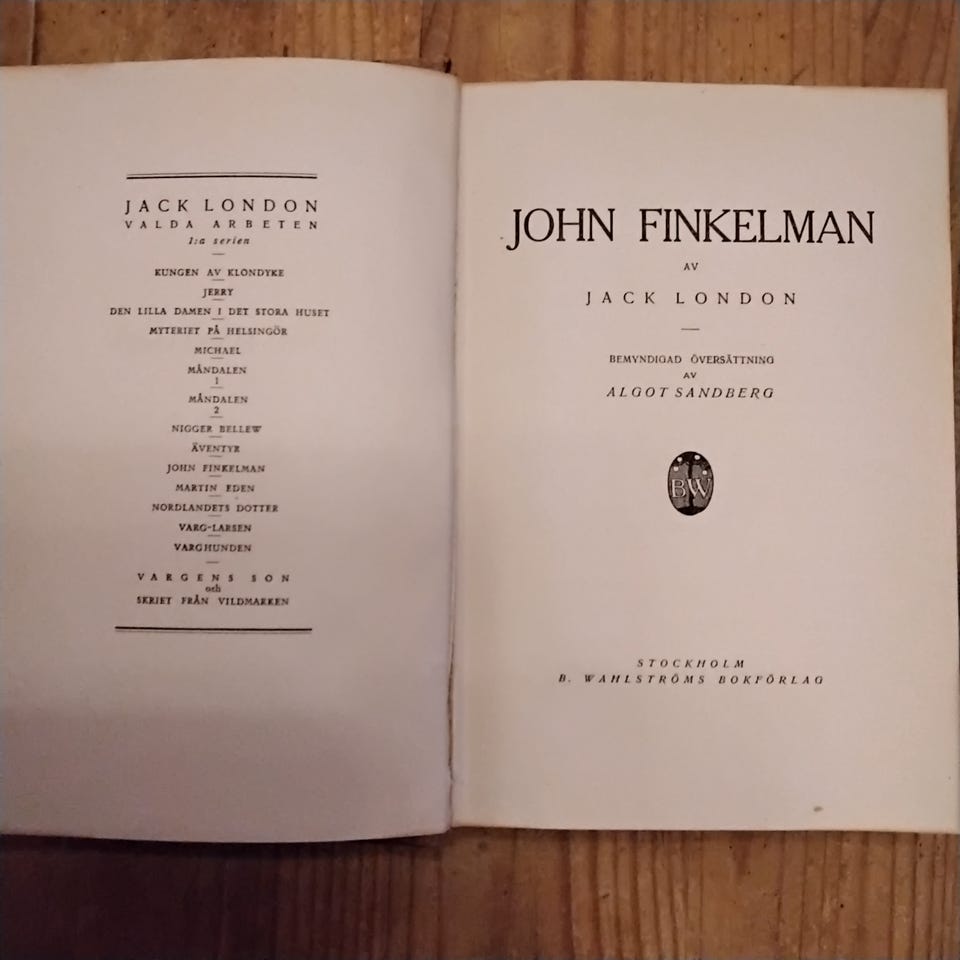 JACK LONDON
VALDA ARBETEN
1:a serien
KUNGEN AV KLONDYKE
JERRY
DEN LILLA DAMEN I DET STORA HUSET
MYTERIET PÅ HELSINGÖR
MICHAEL
MÅNDALEN
1
MÅNDALEN
2
NIGGER BELLEW
ÄVENTYR
JOHN FINKELMAN
MARTIN EDEN
NORDLANDETS DOTTER
VARG-LARSEN
VARGHUNDEN
VARGENS SON
och
SKRIET FRÅN VILDMARKEN
JOHN FINKELMAN
AV
JACK LONDON
BEMYNDIGAD ÖVERSÄTTNING
AV
ALGOT SANDBERG
BW
STOCKHOLM
B. WAHLSTRÖMS BOKFÖRLAG